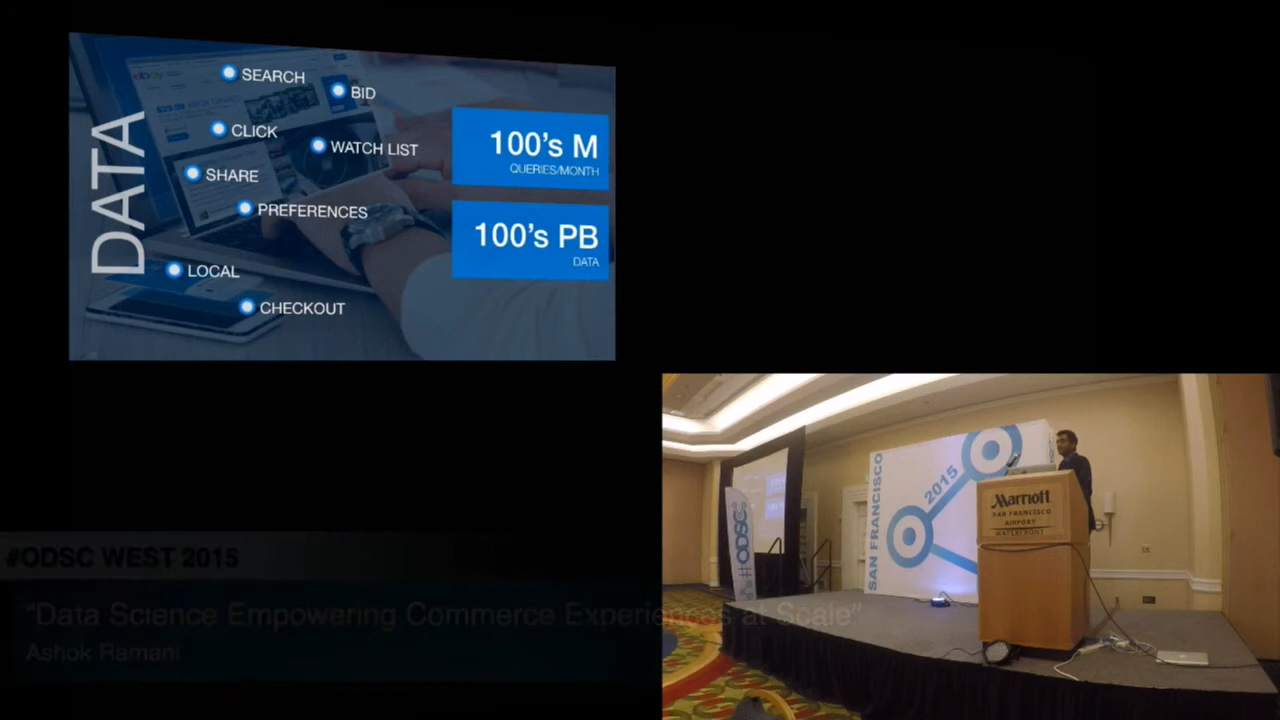 ebay
DATA
SEARCH
BID
CLICK
WATCH LIST
SHARE
PREFERENCES
LOCAL
CHECKOUT
100's M
QUERIES/MONTH
100's PB
DATA
SAN FRANCISCO
2015
#ODSC
Marriott
SAN FRANCISCO
AIRPORT
WATERFRONT
#ODSC WEST 2015
"Data Science Empowering Commerce Experiences at Scale"
Ashok Ramani